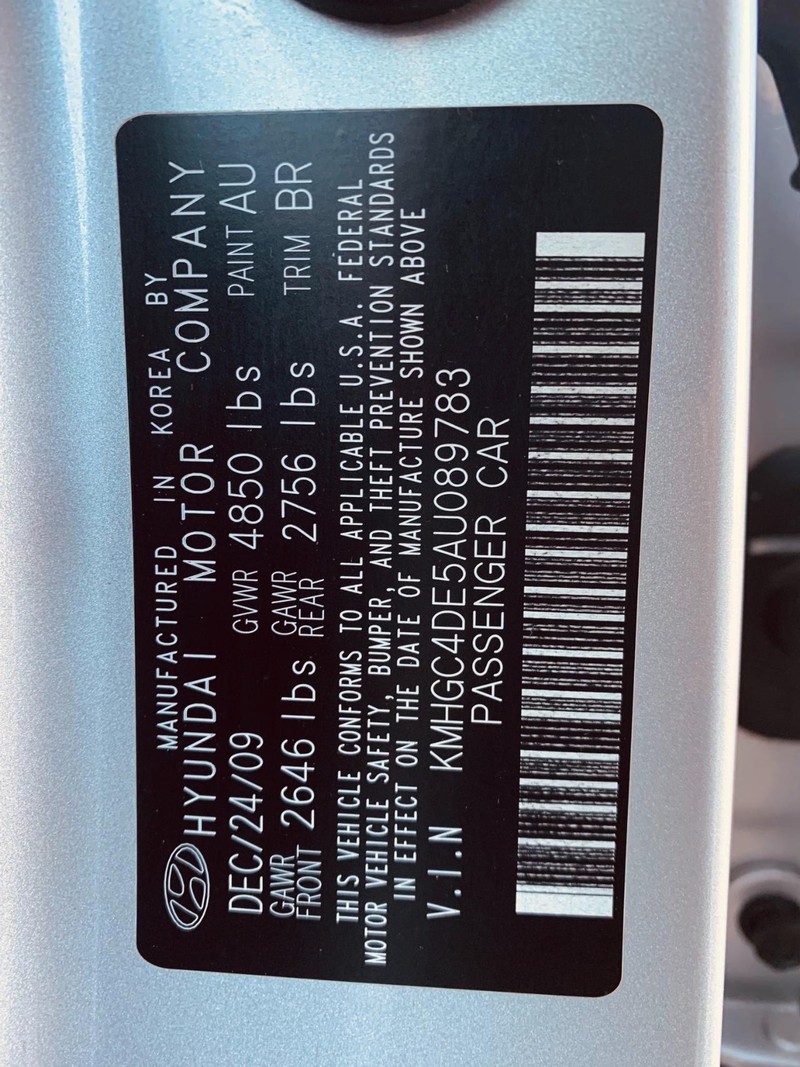 MANUFACTURED IN KOREA BY
HYUNDAI MOTOR COMPANY
DEC/24/09 GVWR 4850 lbs PAINT AU
GAWR FRONT 2646 lbs GAWR REAR 2756 lbs TRIM BR
THIS VEHICLE CONFORMS TO ALL APPLICABLE U.S.A. FEDERAL
MOTOR VEHICLE SAFETY, BUMPER, AND THEFT PREVENTION STANDARDS
IN EFFECT ON THE DATE OF MANUFACTURE SHOWN ABOVE
V.I.N KMHGC4DE5AU089783
PASSENGER CAR